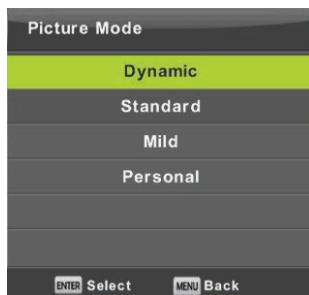 Picture Mode
Dynamic
Standard
Mild
Personal
ENTER Select MENU Back